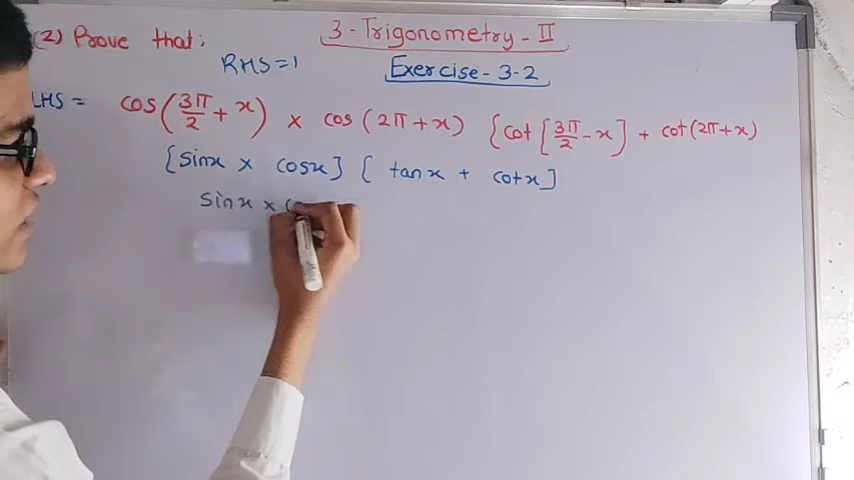 3 - Trigonometry - II
(2) Prove that;
RHS = 1
Exercise - 3-2
LHS = cos(3π/2 + x) × cos(2π + x) {cot[3π/2 - x] + cot(2π + x)
[sinx × cosx] [tanx + cotx]
sinx ×